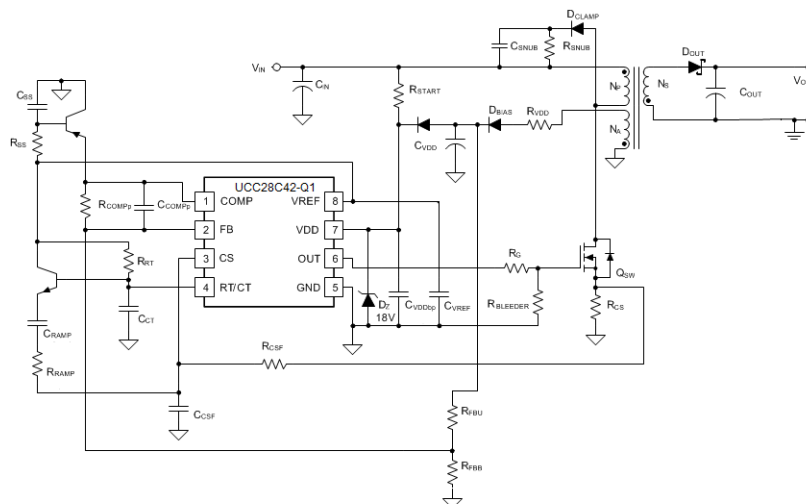 DCLAMP
CSNUB
RSNUB
VIN
CIN
RSTART
NP
NS
DOUT
COUT
VO
CSS
DBIAS
RVDD
CVDD
NA
RSS
UCC28C42-Q1
RCOMPp
CCOMPp
1 COMP VREF 8
2 FB VDD 7
3 CS OUT 6
4 RT/CT GND 5
RRT
RG
QSW
CCT
DZ
18V
CVDDbp
CVREF
RBLEEDER
RCS
CRAMP
RRAMP
RCSF
CCSF
RFBU
RFBB